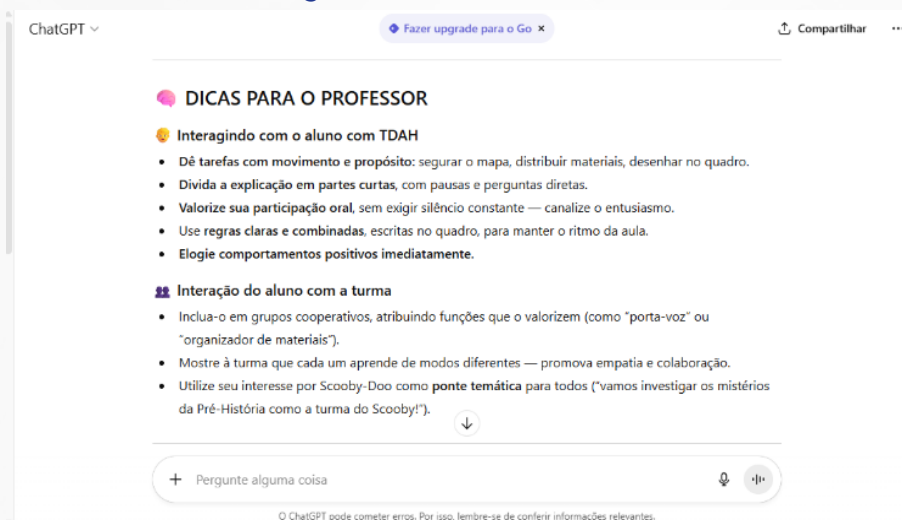 ChatGPT
Fazer upgrade para o Go ×
Compartilhar
DICAS PARA O PROFESSOR
Interagindo com o aluno com TDAH
• Dê tarefas com movimento e propósito: segurar o mapa, distribuir materiais, desenhar no quadro.
• Divida a explicação em partes curtas, com pausas e perguntas diretas.
• Valorize sua participação oral, sem exigir silêncio constante — canalize o entusiasmo.
• Use regras claras e combinadas, escritas no quadro, para manter o ritmo da aula.
• Elogie comportamentos positivos imediatamente.
Interação do aluno com a turma
• Inclua-o em grupos cooperativos, atribuindo funções que o valorizem (como "porta-voz" ou
"organizador de materiais").
• Mostre à turma que cada um aprende de modos diferentes — promova empatia e colaboração.
• Utilize seu interesse por Scooby-Doo como ponte temática para todos ("vamos investigar os mistérios
da Pré-História como a turma do Scooby!").
Pergunte alguma coisa
O ChatGPT pode cometer erros. Por isso, lembre-se de conferir informações relevantes.